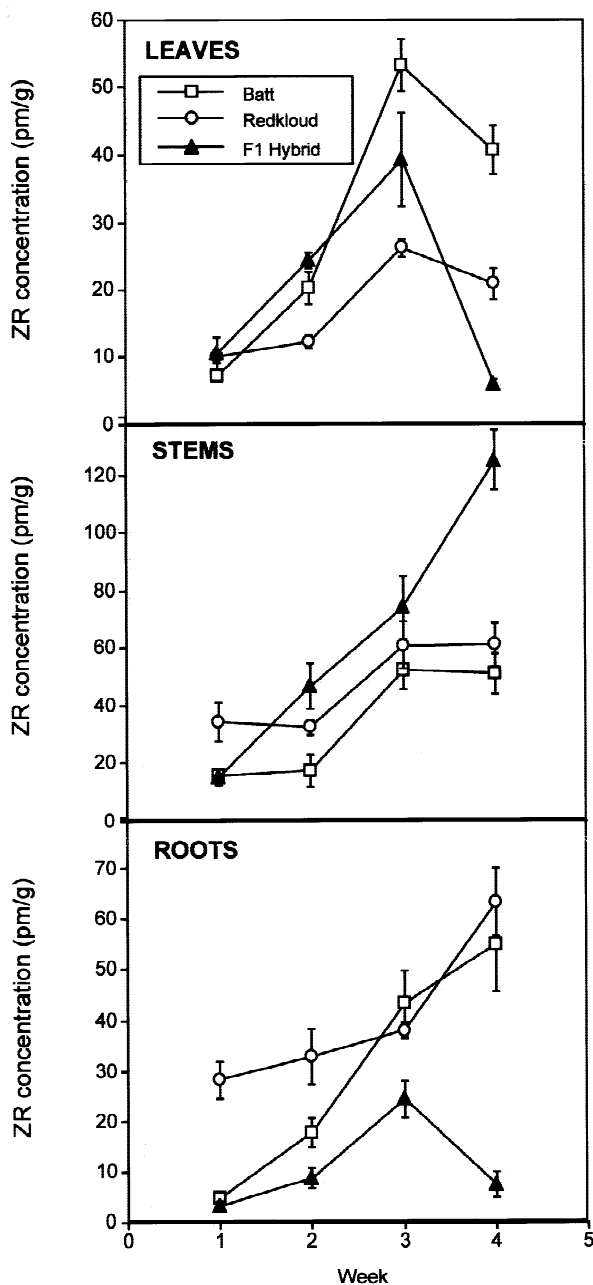 LEAVES
Batt
Redkloud
F1 Hybrid
ZR concentration (pm/g)
60
50
40
30
20
10
0
STEMS
ZR concentration (pm/g)
120
100
80
60
40
20
0
ROOTS
ZR concentration (pm/g)
70
60
50
40
30
20
10
0
0 1 2 3 4 5
Week